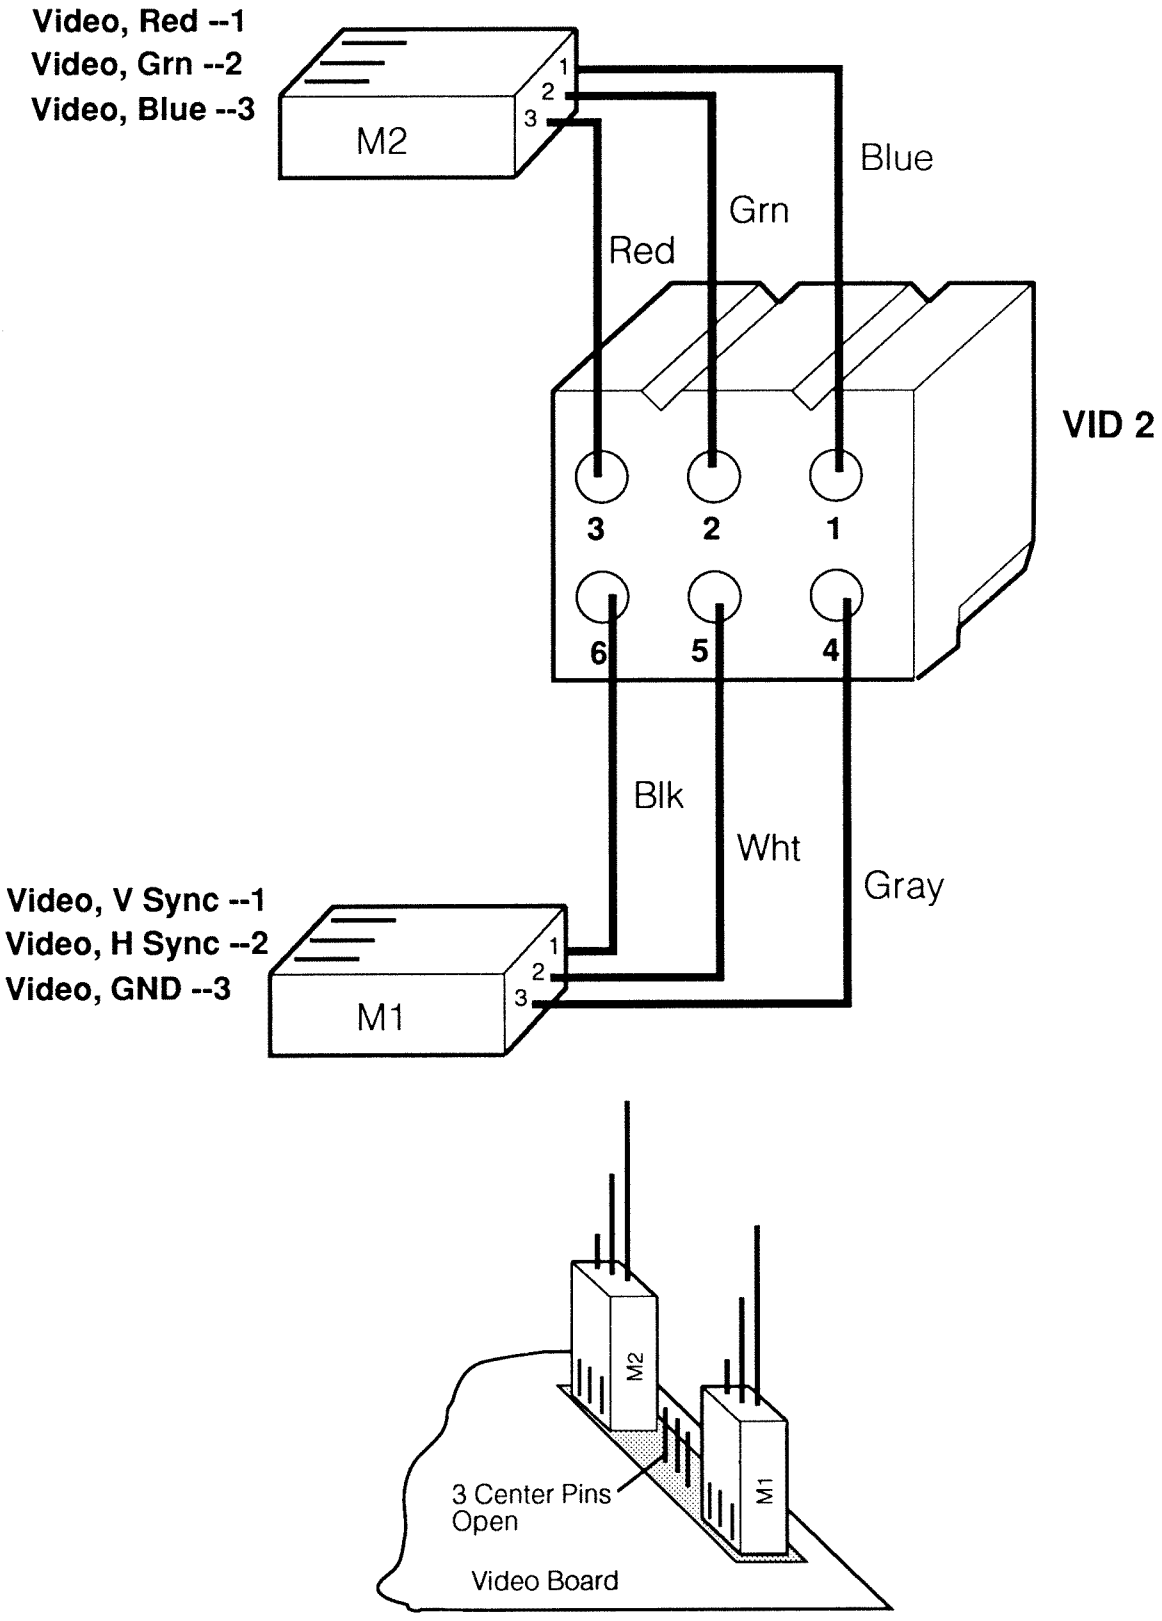 Video, Red --1
Video, Grn --2
Video, Blue --3
1
2
3
M2
Blue
Grn
Red
VID 2
3 2 1
6 5 4
Blk
Wht
Gray
Video, V Sync --1
Video, H Sync --2
Video, GND --3
1
2
3
M1
M2
M1
3 Center Pins
Open
Video Board